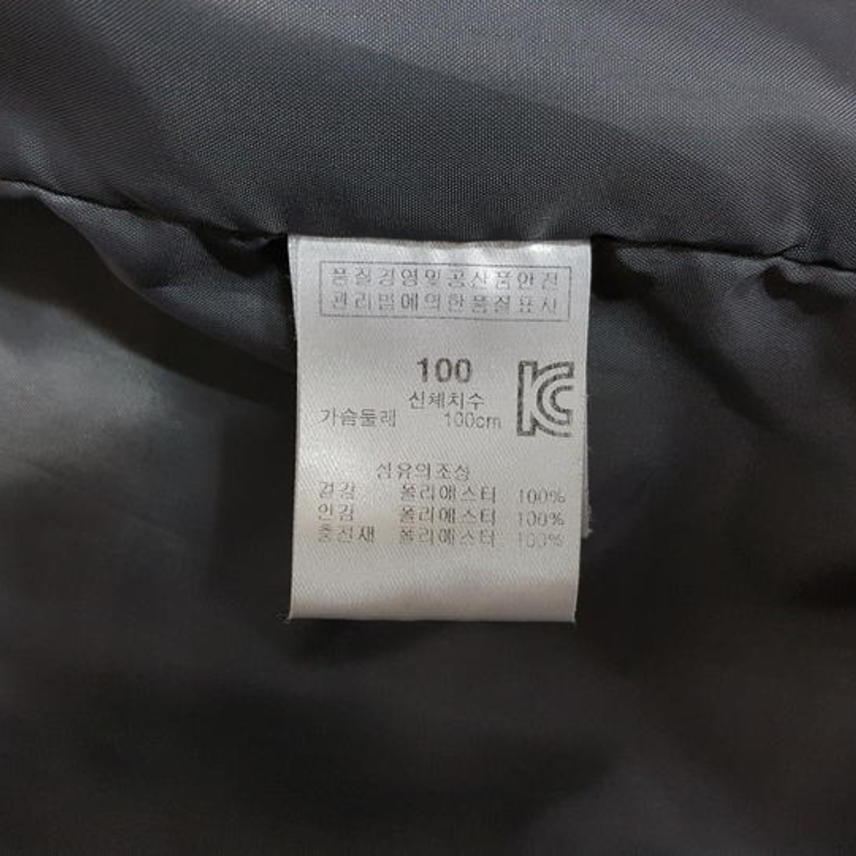 품질경영및공산품안전
관리법에의한품질표시
100
신체치수
가슴둘레 100cm
KC
섬유의조성
겉감 폴리에스터 100%
안감 폴리에스터 100%
충전재 폴리에스터 100%